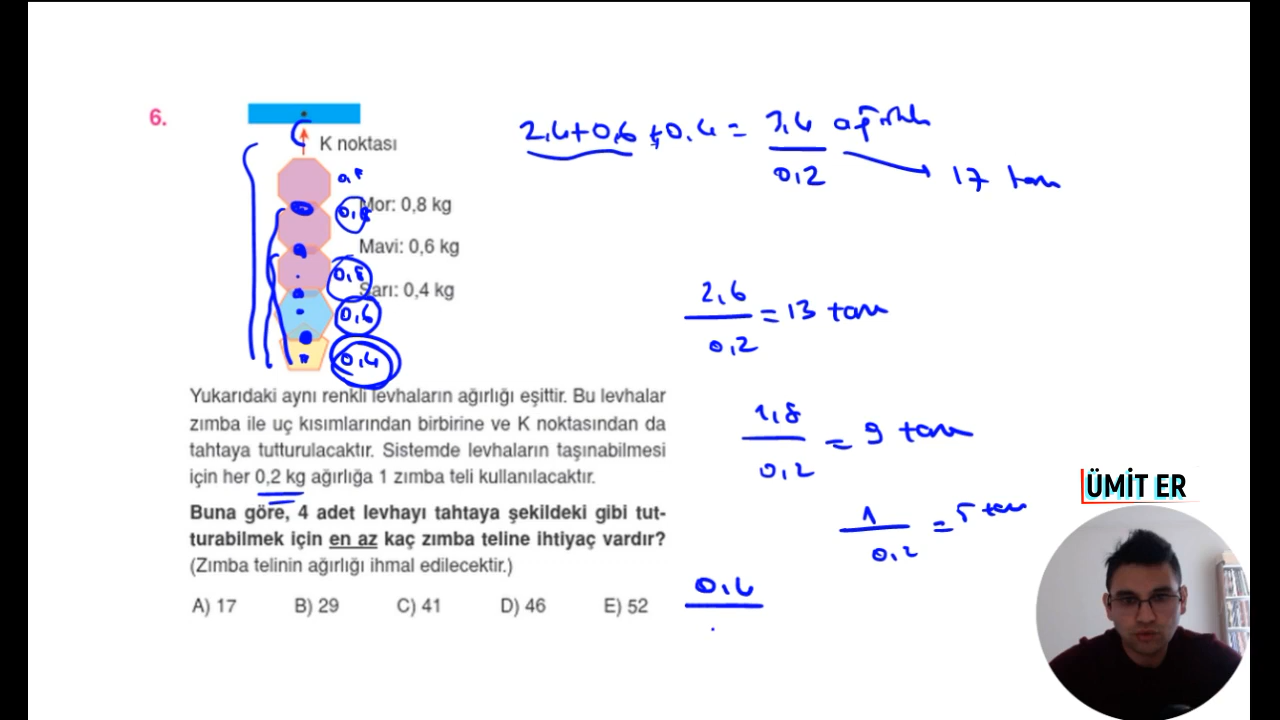 6.
K noktası
Mor: 0,8 kg
Mavi: 0,6 kg
Sarı: 0,4 kg
0,8
0,8
0,8
0,6
0,4
Yukarıdaki aynı renkli levhaların ağırlığı eşittir. Bu levhalar
zımba ile uç kısımlarından birbirine ve K noktasından da
tahtaya tutturulacaktır. Sistemde levhaların taşınabilmesi
için her 0,2 kg ağırlığa 1 zımba teli kullanılacaktır.
Buna göre, 4 adet levhayı tahtaya şekildeki gibi tut-
turabilmek için en az kaç zımba teline ihtiyaç vardır?
(Zımba telinin ağırlığı ihmal edilecektir.)
A) 17 B) 29 C) 41 D) 46 E) 52
2,4+0,6+0,4= 3,4 ağırlık
0,2 17 tane
2,6
0,2 = 13 tane
1,8
0,2 = 9 tane
1
0,2 = 5 tane
0,4
ÜMİT ER